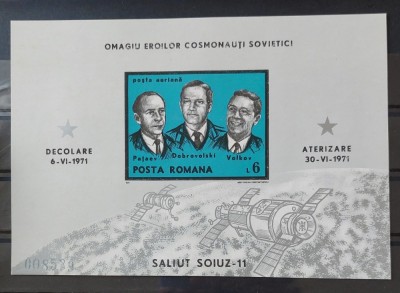 OMAGIU EROILOR COSMONAUȚI SOVIETICI
poșta aeriană
Pațaev Dobrovolski Volkov
POSTA ROMANA L 6
DECOLARE
6-VI-1971
ATERIZARE
30-VI-1971
SALIUT SOIUZ-11